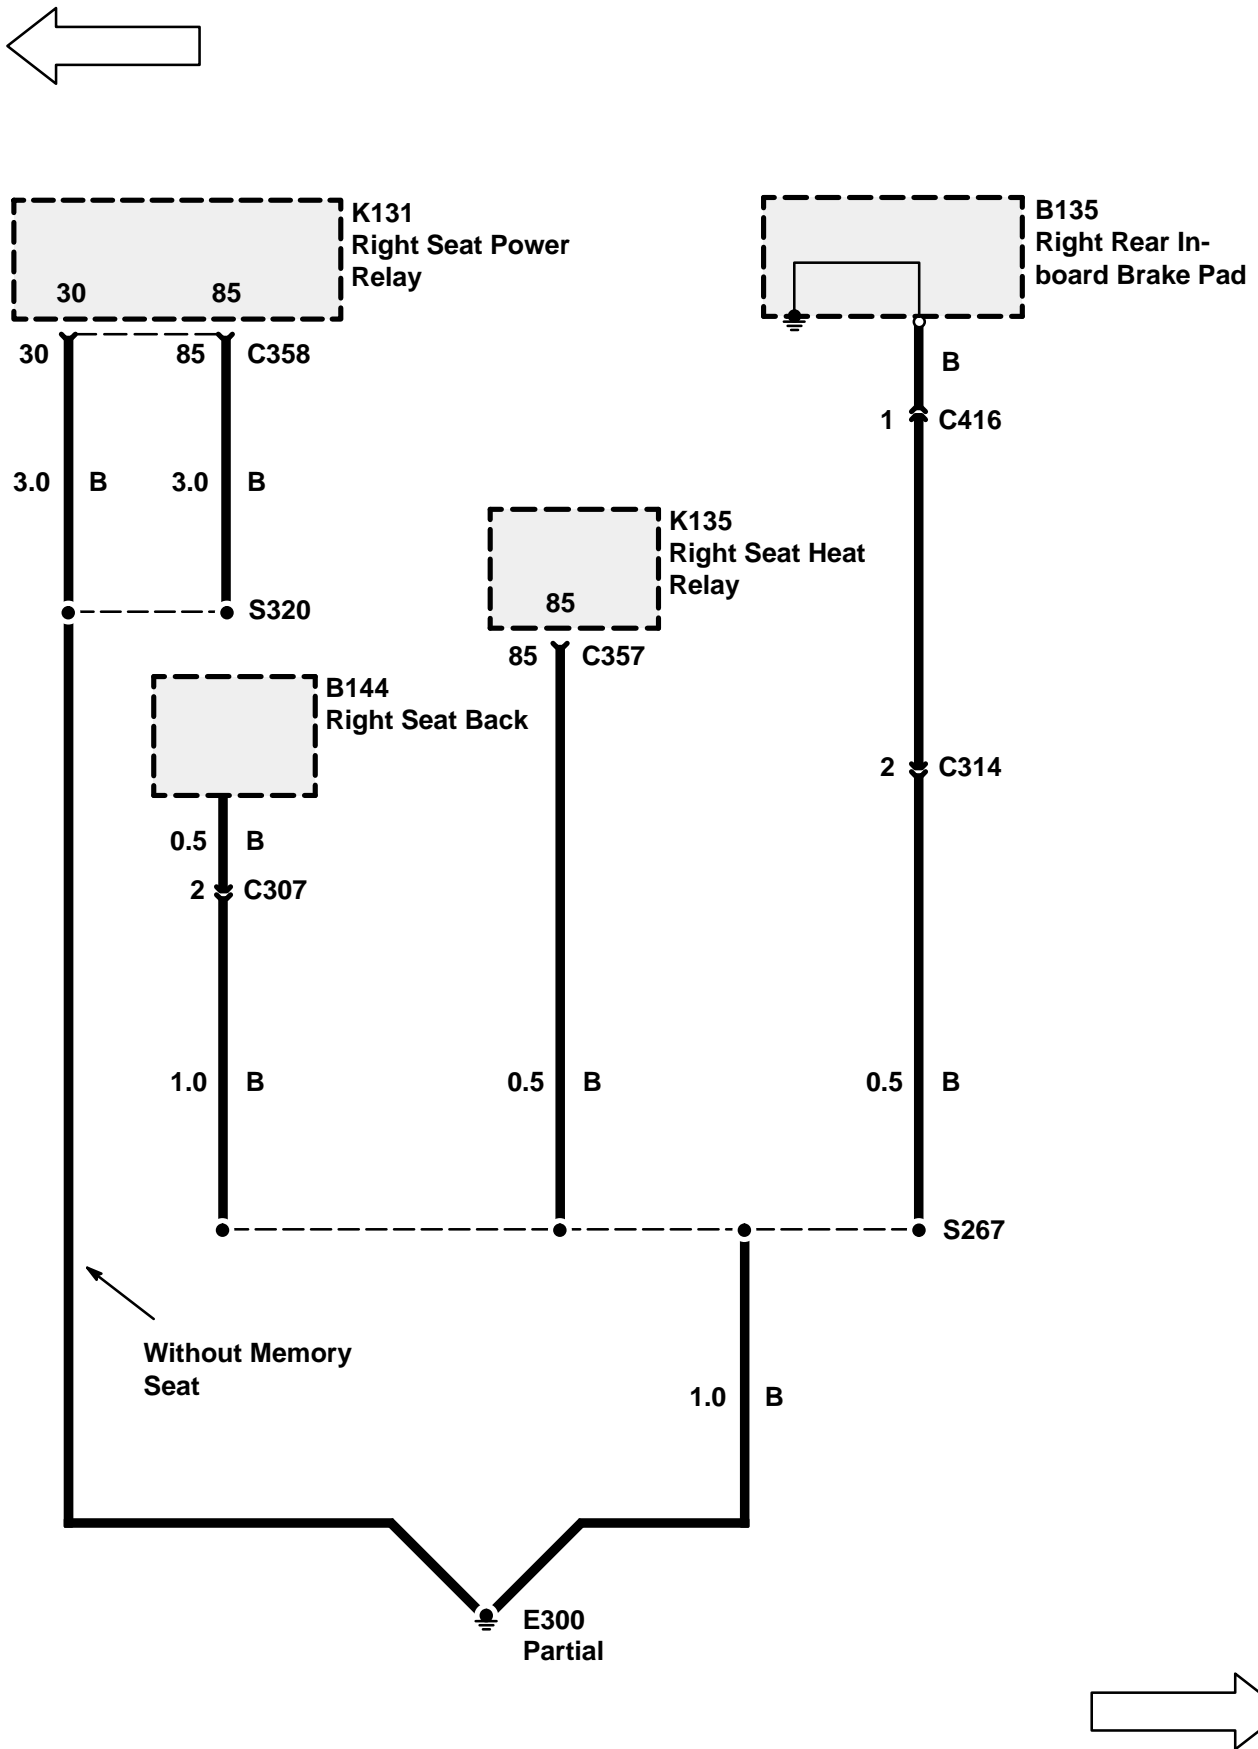 K131
Right Seat Power
Relay
30 85
30 85 C358
3.0 B 3.0 B
S320
B135
Right Rear In-
board Brake Pad
B
1 C416
K135
Right Seat Heat
Relay
85
85 C357
B144
Right Seat Back
0.5 B
2 C307
2 C314
1.0 B
0.5 B
0.5 B
S267
Without Memory
Seat
1.0 B
E300
Partial